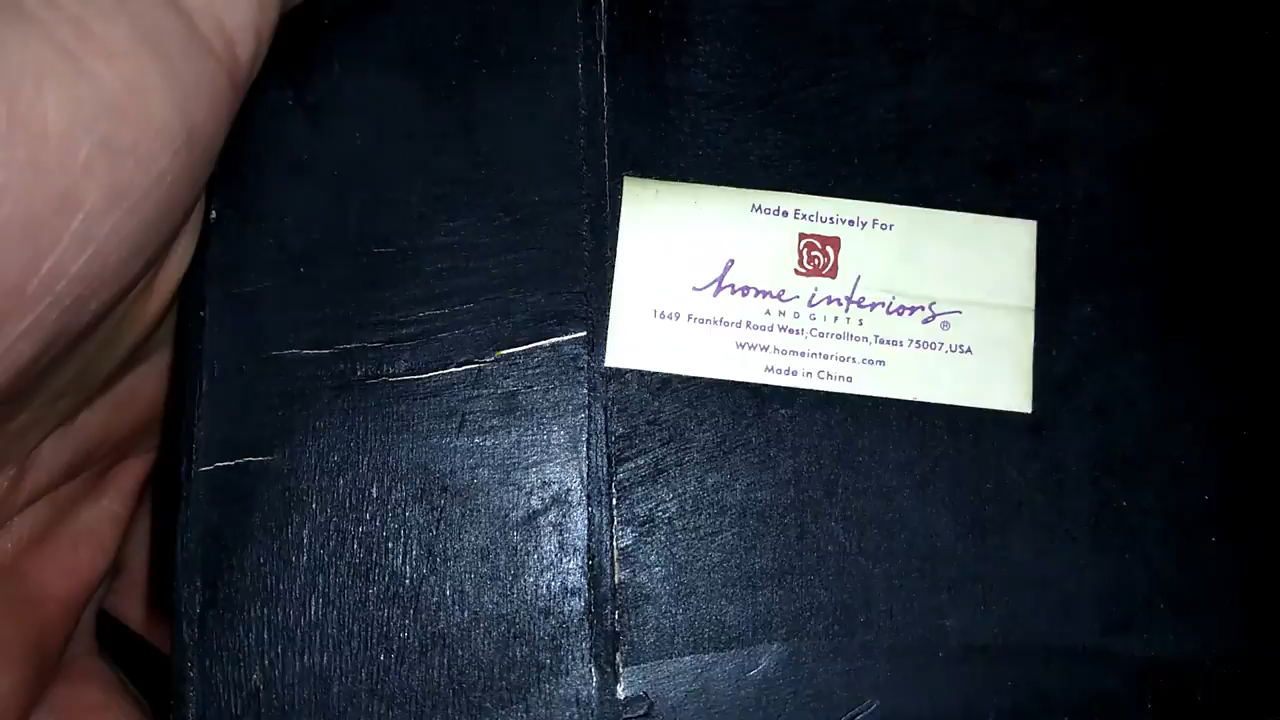 Made Exclusively For
home interiors
AND GIFTS ®
1649 Frankford Road West,Carrollton,Texas 75007,USA
WWW.homeinteriors.com
Made in China